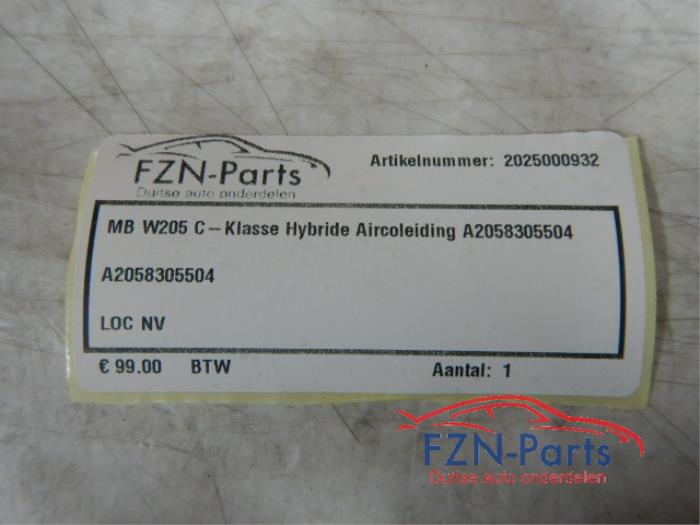 FZN-Parts
Duitse auto onderdelen
Artikelnummer: 2025000932
MB W205 C-Klasse Hybride Aircoleiding A2058305504
A2058305504
LOC NV
€ 99.00 BTW Aantal: 1
FZN-Parts
Duitse auto onderdelen